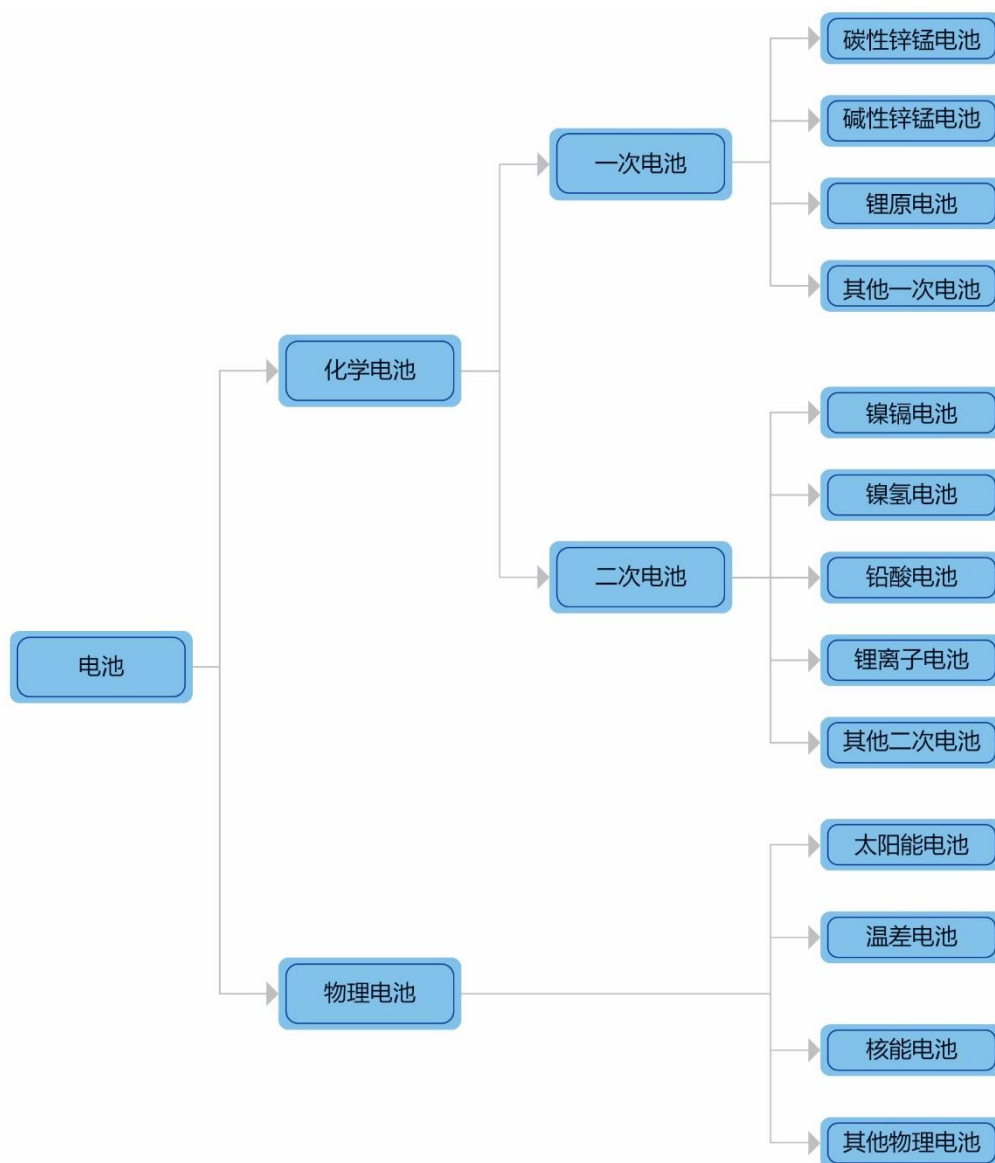 碳性锌锰电池
碱性锌锰电池
一次电池
锂原电池
其他一次电池
化学电池
镍镉电池
镍氢电池
二次电池
铅酸电池
电池
锂离子电池
其他二次电池
太阳能电池
温差电池
物理电池
核能电池
其他物理电池